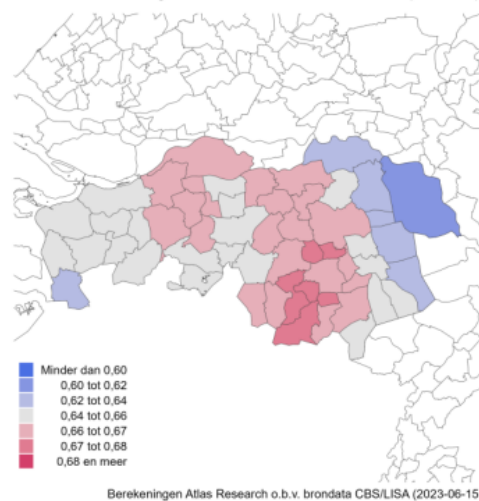 Minder dan 0,60
0,60 tot 0,62
0,62 tot 0,64
0,64 tot 0,66
0,66 tot 0,67
0,67 tot 0,68
0,68 en meer
Berekeningen Atlas Research o.b.v. brondata CBS/LISA (2023-06-15